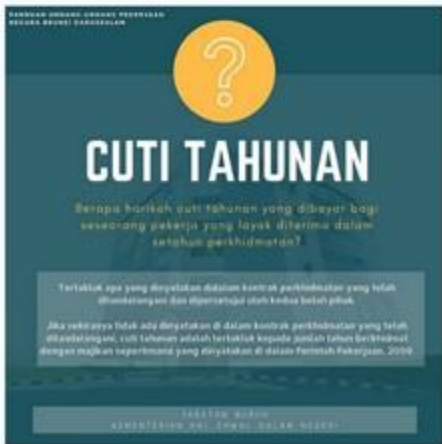 PANDUAN UNDANG-UNDANG PEKERJAAN
NEGARA BRUNEI DARUSSALAM
?
CUTI TAHUNAN
Berapa harikah cuti tahunan yang dibayar bagi
seseorang pekerja yang layak diterima dalam
setahun perkhidmatan?
Tertakluk apa yang dinyatakan didalam kontrak perkhidmatan yang telah
ditandatangani dan dipersetujui oleh kedua belah pihak.
Jika sekiranya tidak ada dinyatakan di dalam kontrak perkhidmatan yang telah
ditandatangani, cuti tahunan adalah tertakluk kepada jumlah tahun berkhidmat
dengan majikan sepertimana yang dinyatakan di dalam Perintah Pekerjaan, 2009.
JABATAN BURUH
KEMENTERIAN HAL EHWAL DALAM NEGERI